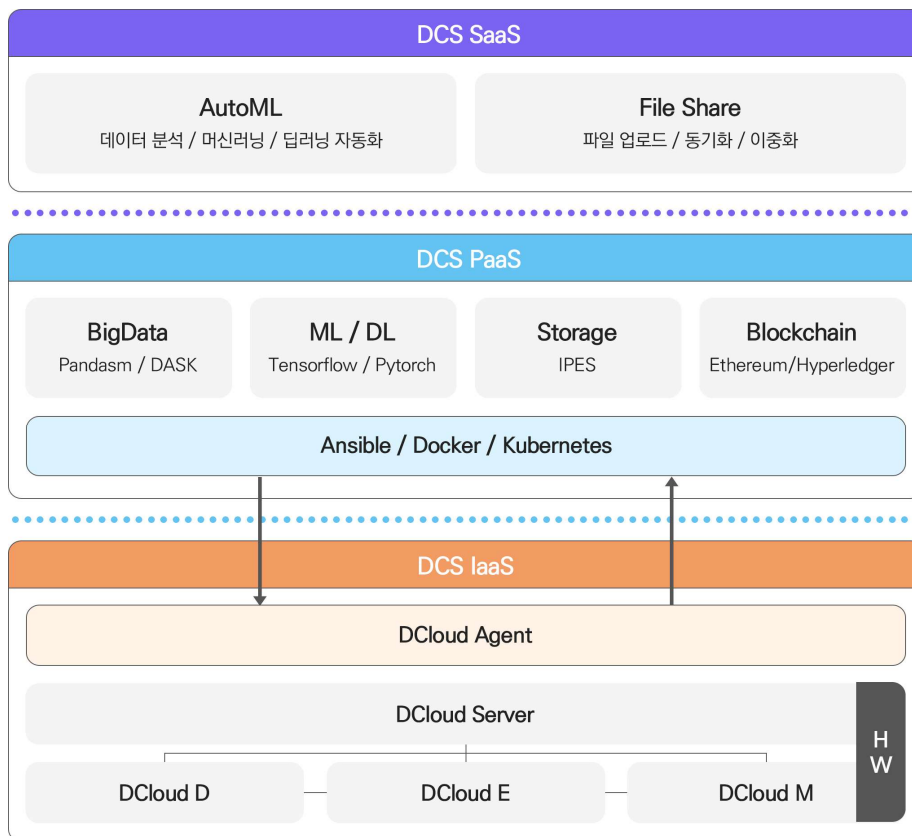 DCS SaaS
AutoML
데이터 분석 / 머신러닝 / 딥러닝 자동화
File Share
파일 업로드 / 동기화 / 이중화
DCS PaaS
BigData
Pandasm / DASK
ML / DL
Tensorflow / Pytorch
Storage
IPES
Blockchain
Ethereum/Hyperledger
Ansible / Docker / Kubernetes
DCS IaaS
DCloud Agent
DCloud Server
H
W
DCloud D
DCloud E
DCloud M